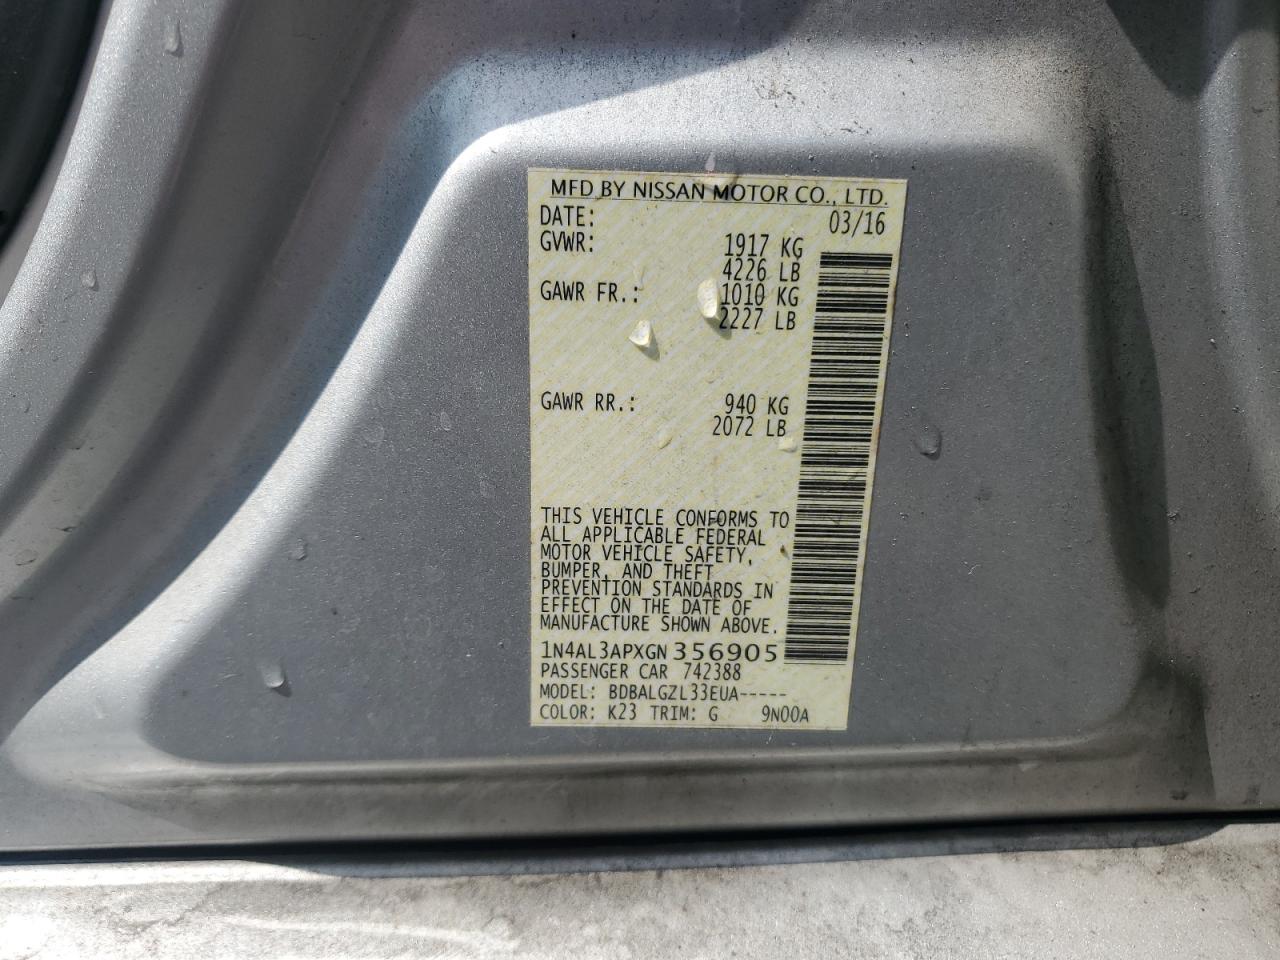 MFD BY NISSAN MOTOR CO., LTD.
DATE: 03/16
GVWR: 1917 KG
4226 LB
GAWR FR.: 1010 KG
2227 LB
GAWR RR.: 940 KG
2072 LB
THIS VEHICLE CONFORMS TO
ALL APPLICABLE FEDERAL
MOTOR VEHICLE SAFETY,
BUMPER, AND THEFT
PREVENTION STANDARDS IN
EFFECT ON THE DATE OF
MANUFACTURE SHOWN ABOVE.
1N4AL3APXGN356905
PASSENGER CAR 742388
MODEL: BDBALGZL33EUA-----
COLOR: K23 TRIM: G 9N00A